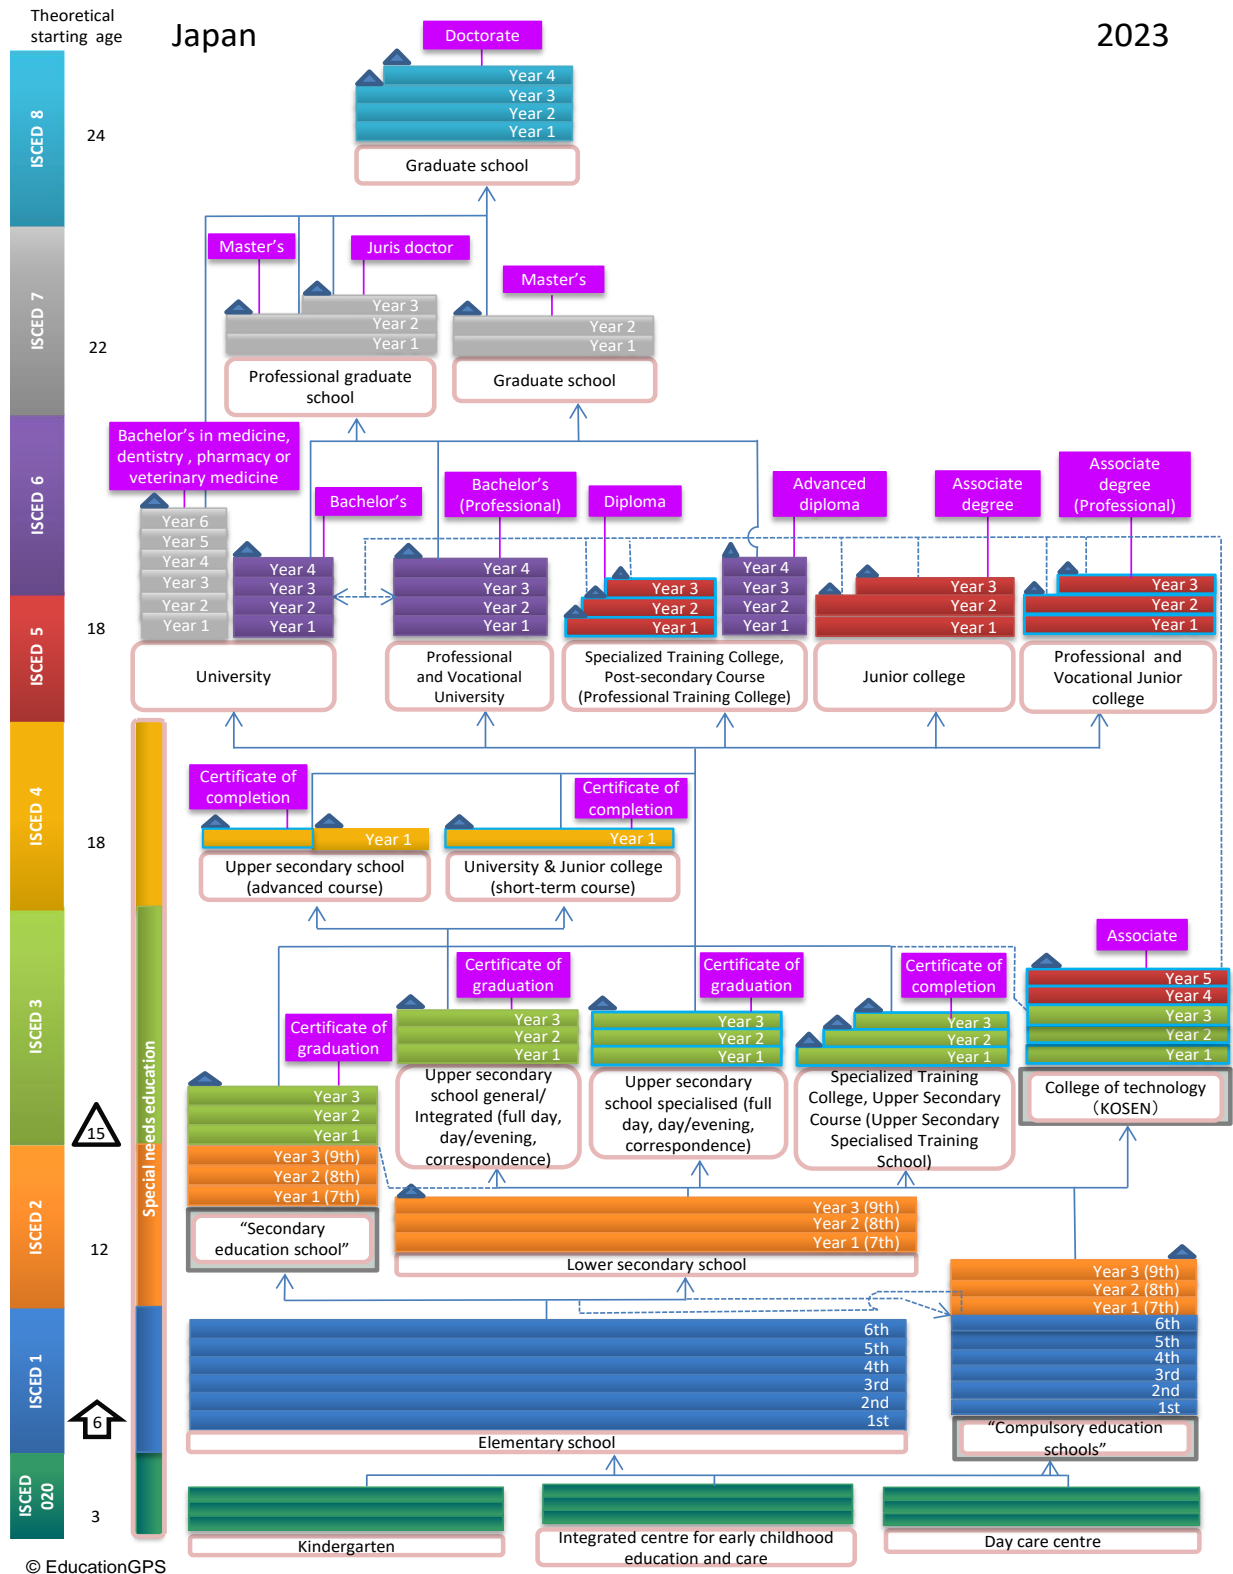 Theoretical
starting age
Japan
2023
ISCED 8
24
Doctorate
Year 4
Year 3
Year 2
Year 1
Graduate school
ISCED 7
22
Master's
Juris doctor
Master's
Year 3
Year 2
Year 1
Year 2
Year 1
Professional graduate
school
Graduate school
ISCED 6
Bachelor's in medicine,
dentistry , pharmacy or
veterinary medicine
Bachelor's
Bachelor's
(Professional)
Diploma
Advanced
diploma
Associate
degree
Associate
degree
(Professional)
ISCED 5
18
Year 6
Year 5
Year 4
Year 3
Year 2
Year 1
Year 4
Year 3
Year 2
Year 1
Year 4
Year 3
Year 2
Year 1
Year 3
Year 2
Year 1
Year 4
Year 3
Year 2
Year 1
Year 3
Year 2
Year 1
Year 3
Year 2
Year 1
University
Professional
and Vocational
University
Specialized Training College,
Post-secondary Course
(Professional Training College)
Junior college
Professional and
Vocational Junior
college
ISCED 4
18
Certificate of
completion
Certificate of
completion
Year 1
Year 1
Upper secondary school
(advanced course)
University & Junior college
(short-term course)
ISCED 3
15
Special needs education
Certificate of
graduation
Certificate of
graduation
Certificate of
graduation
Certificate of
completion
Associate
Year 3
Year 2
Year 1
Year 3 (9th)
Year 2 (8th)
Year 1 (7th)
Year 3
Year 2
Year 1
Year 3
Year 2
Year 1
Year 3
Year 2
Year 1
Year 5
Year 4
Year 3
Year 2
Year 1
Upper secondary
school general/
Integrated (full day,
day/evening,
correspondence)
Upper secondary
school specialised (full
day, day/evening,
correspondence)
Specialized Training
College, Upper Secondary
Course (Upper Secondary
Specialised Training
School)
College of technology
(KOSEN)
ISCED 2
12
“Secondary
education school”
Year 3 (9th)
Year 2 (8th)
Year 1 (7th)
Lower secondary school
Year 3 (9th)
Year 2 (8th)
Year 1 (7th)
6th
5th
4th
3rd
2nd
1st
“Compulsory education
schools”
ISCED 1
6
6th
5th
4th
3rd
2nd
1st
Elementary school
ISCED
020
3
Kindergarten
Integrated centre for early childhood
education and care
Day care centre
© EducationGPS